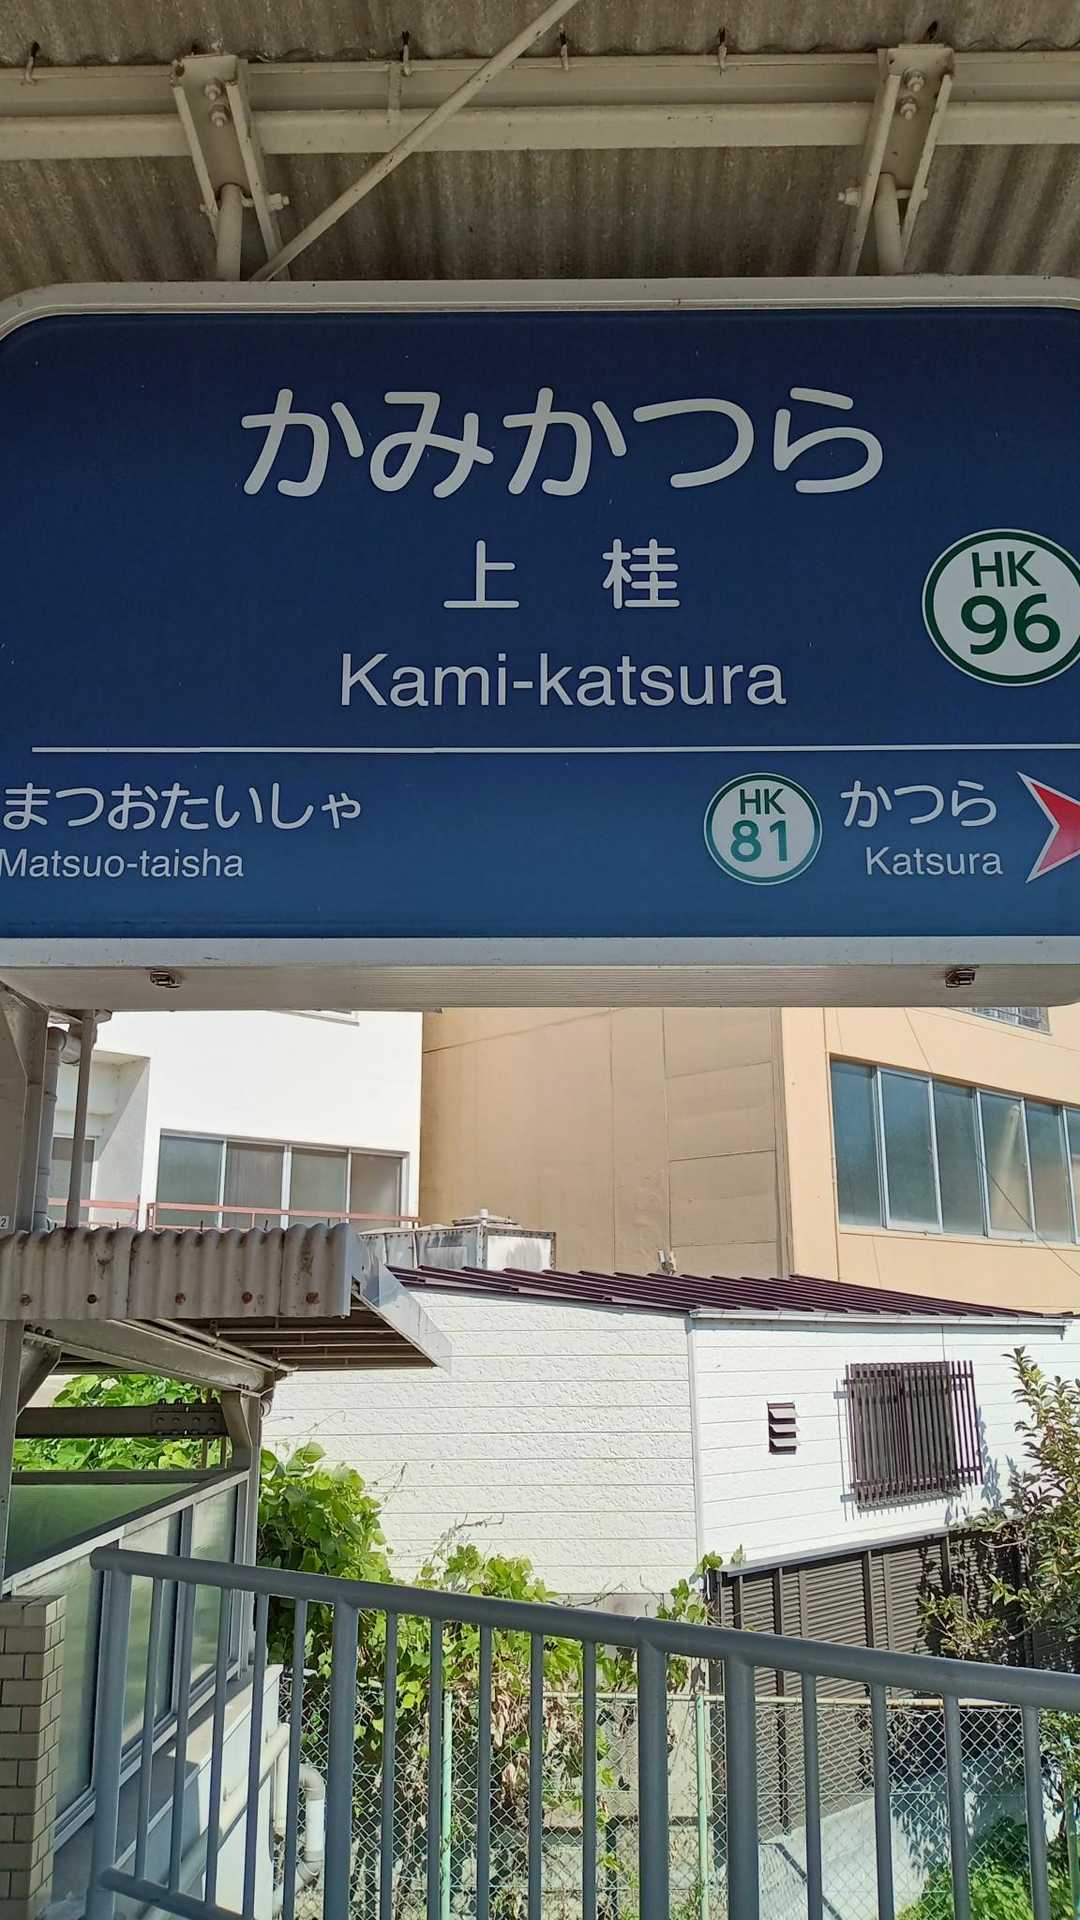 かみかつら
上 桂
HK
96
Kami-katsura
まつおたいしゃ
Matsuo-taisha
HK
81
かつら
Katsura
2